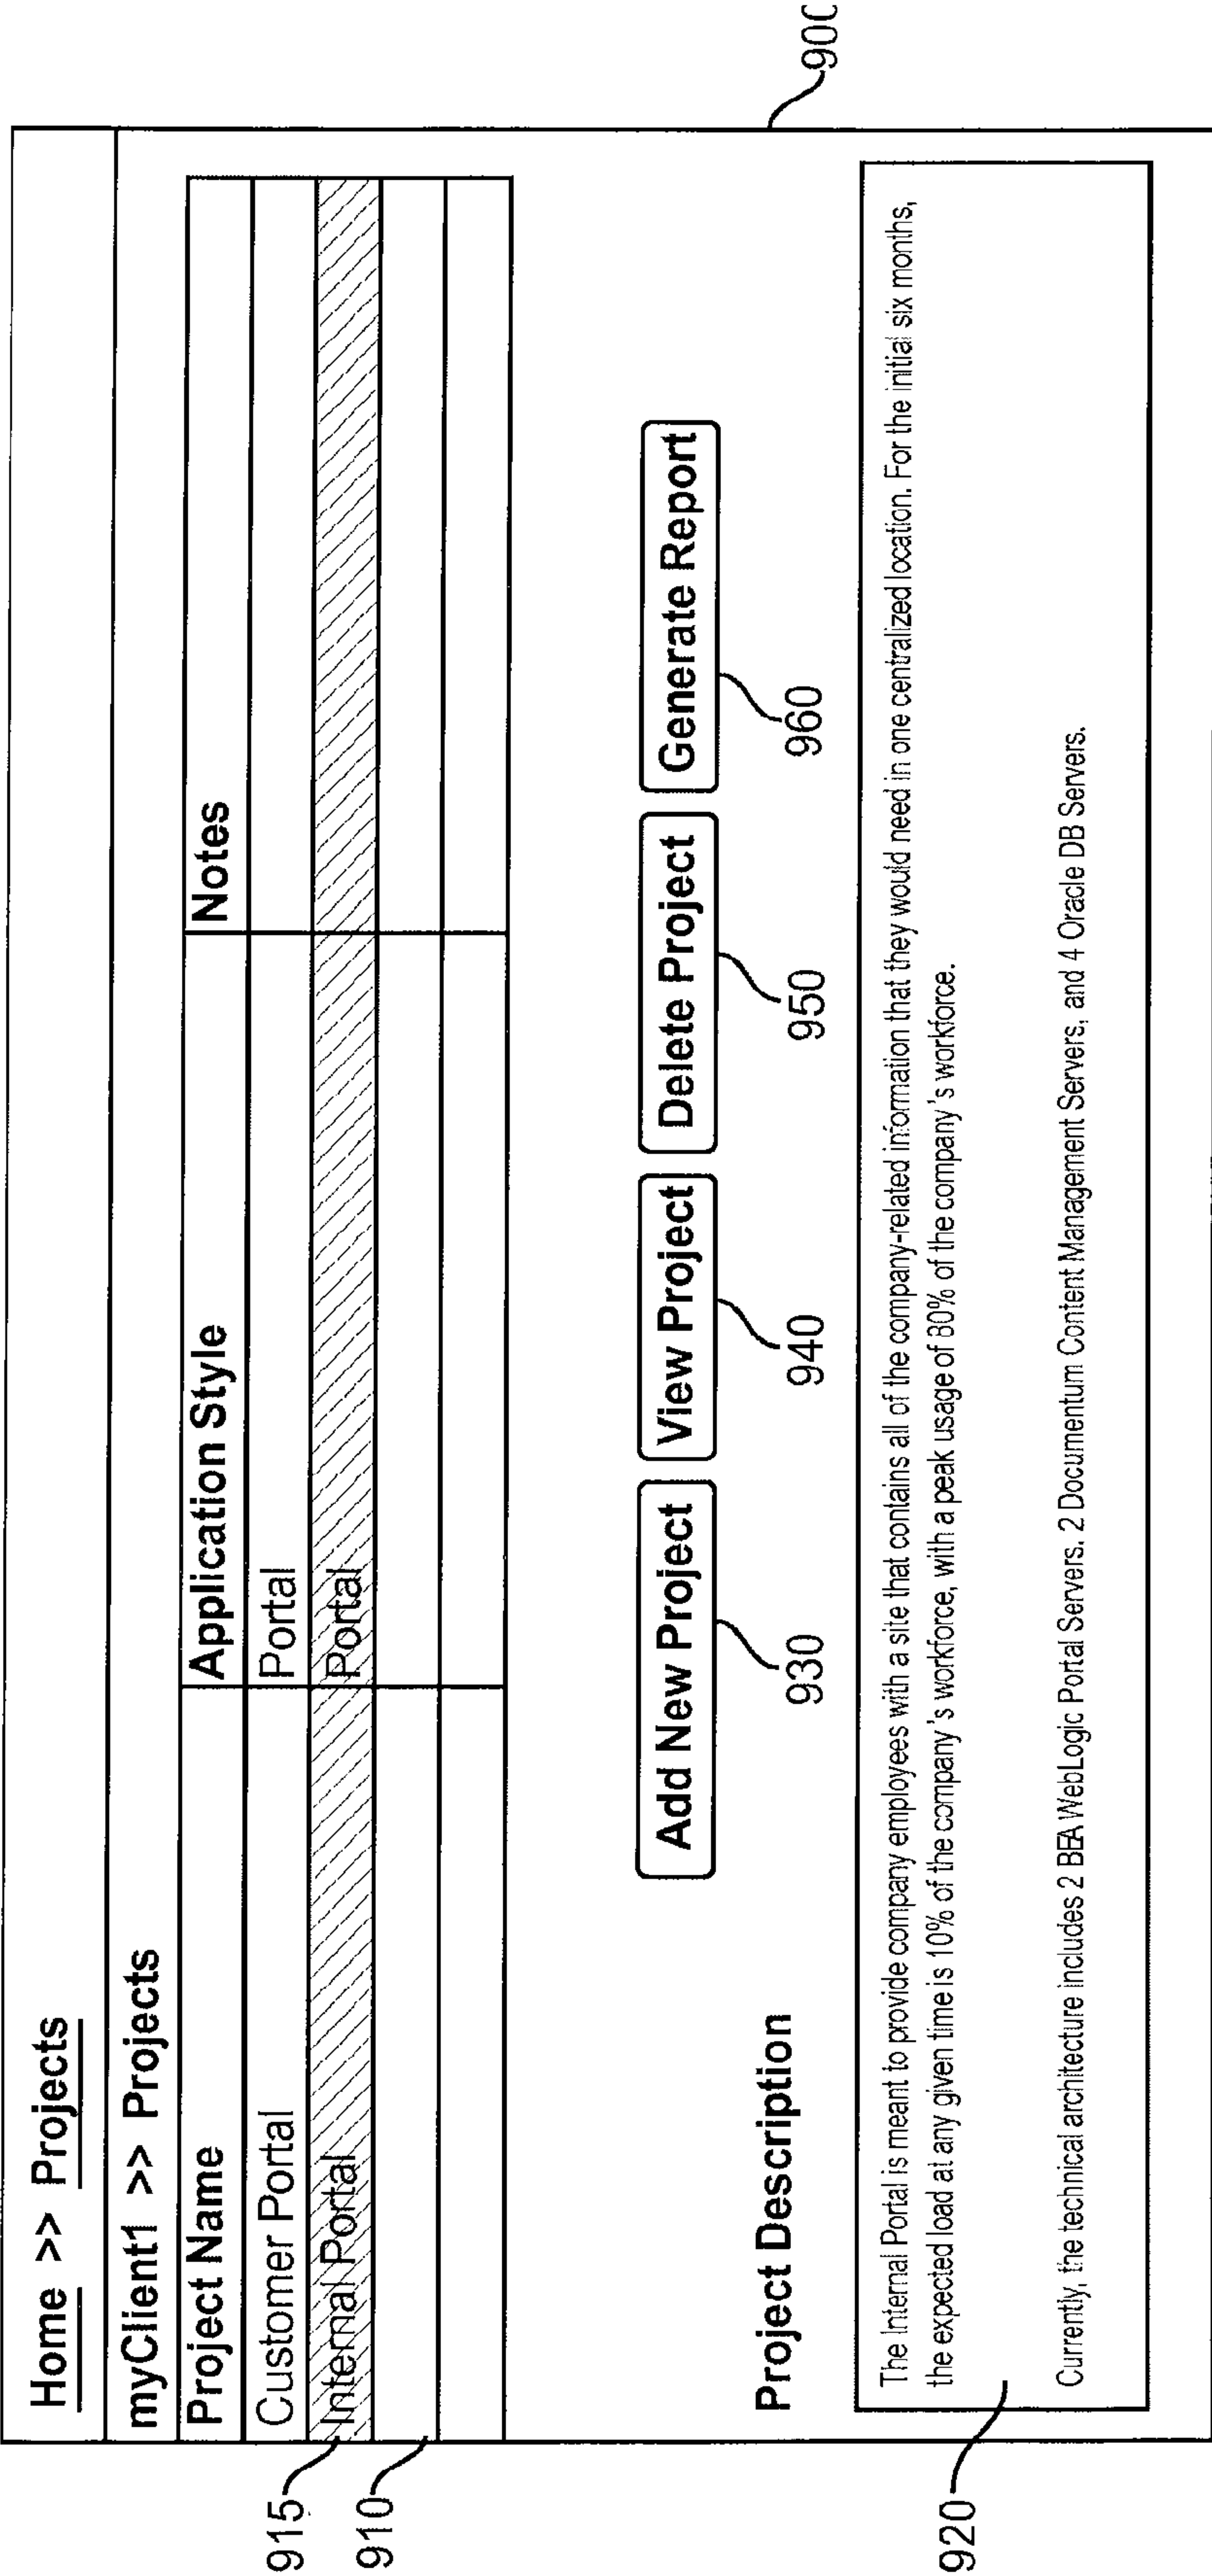 Home >> Projects
myClient1 >> Projects
Project Name Application Style Notes
Customer Portal Portal
915 Internal Portal Portal
910
Add New Project View Project Delete Project Generate Report
930 940 950 960
Project Description
900
The Internal Portal is meant to provide company employees with a site that contains all of the company-related information that they would need in one centralized location. For the initial six months,
the expected load at any given time is 10% of the company's workforce, with a peak usage of 80% of the company's workforce.
920
Currently, the technical architecture includes 2 BEA WebLogic Portal Servers. 2 Documentum Content Management Servers, and 4 Oracle DB Servers.